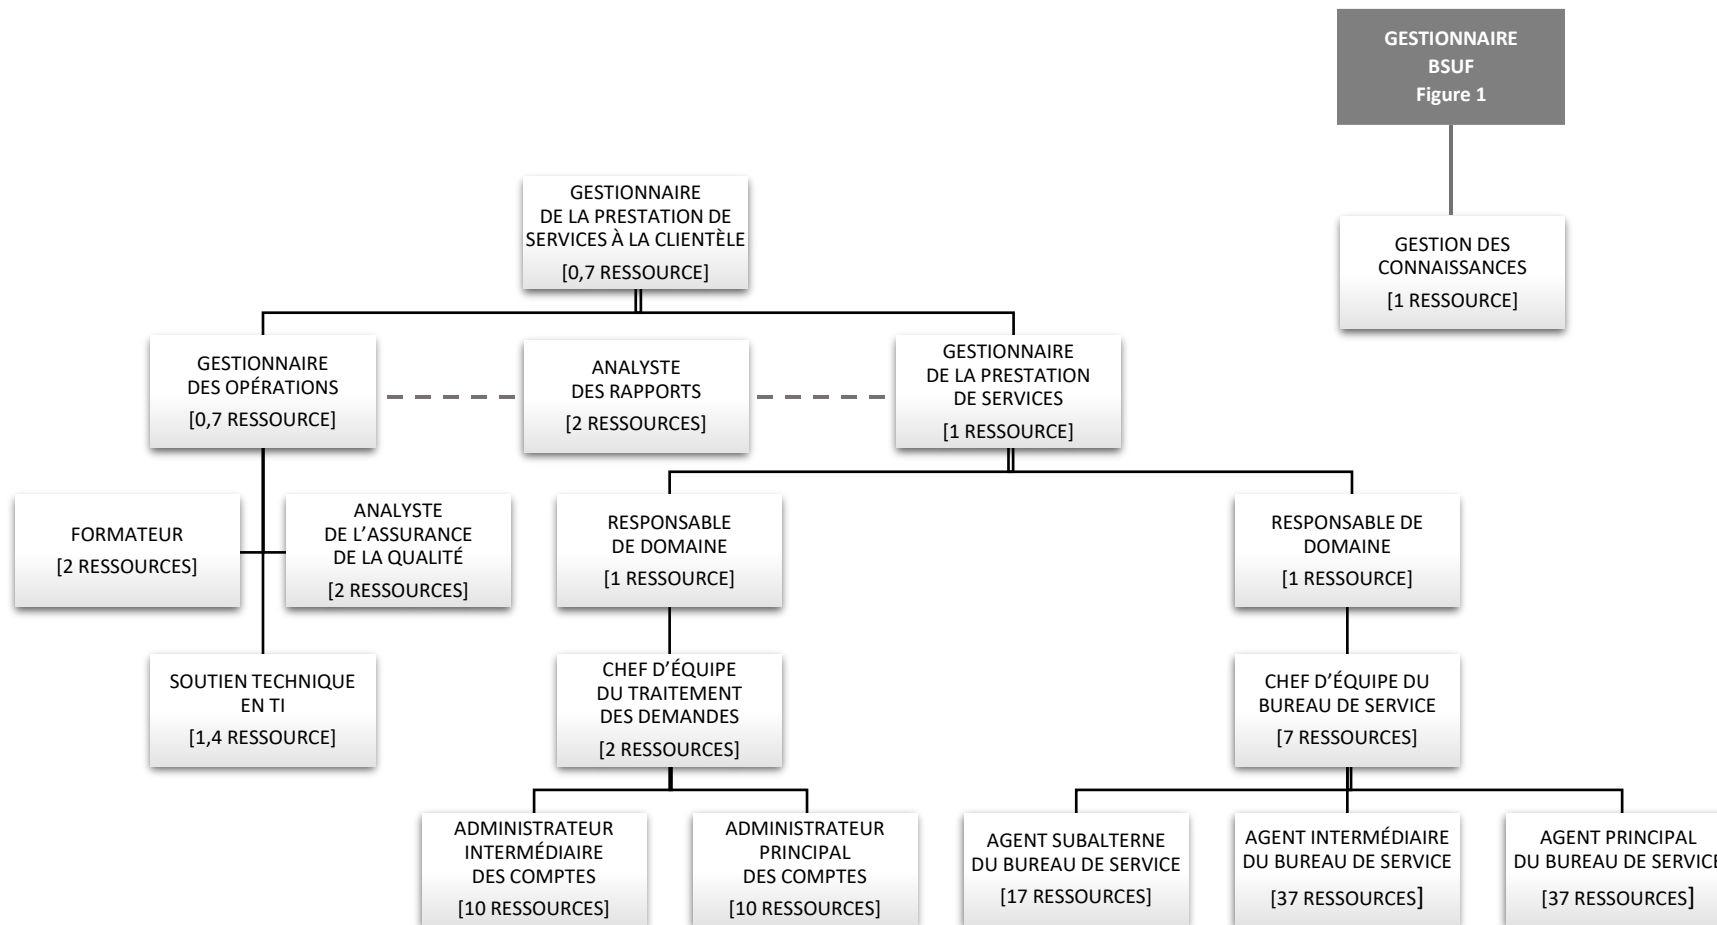 GESTIONNAIRE
BSUF
Figure 1
GESTION DES
CONNAISSANCES
[1 RESSOURCE]
GESTIONNAIRE
DE LA PRESTATION DE
SERVICES À LA CLIENTÈLE
[0,7 RESSOURCE]
GESTIONNAIRE
DES OPÉRATIONS
[0,7 RESSOURCE]
ANALYSTE
DES RAPPORTS
[2 RESSOURCES]
GESTIONNAIRE
DE LA PRESTATION
DE SERVICES
[1 RESSOURCE]
FORMATEUR
[2 RESSOURCES]
ANALYSTE
DE L’ASSURANCE
DE LA QUALITÉ
[2 RESSOURCES]
RESPONSABLE
DE DOMAINE
[1 RESSOURCE]
RESPONSABLE DE
DOMAINE
[1 RESSOURCE]
SOUTIEN TECHNIQUE
EN TI
[1,4 RESSOURCE]
CHEF D’ÉQUIPE
DU TRAITEMENT
DES DEMANDES
[2 RESSOURCES]
CHEF D’ÉQUIPE DU
BUREAU DE SERVICE
[7 RESSOURCES]
ADMINISTRATEUR
INTERMÉDIAIRE
DES COMPTES
[10 RESSOURCES]
ADMINISTRATEUR
PRINCIPAL
DES COMPTES
[10 RESSOURCES]
AGENT SUBALTERNE
DU BUREAU DE SERVICE
[17 RESSOURCES]
AGENT INTERMÉDIAIRE
DU BUREAU DE SERVICE
[37 RESSOURCES]
AGENT PRINCIPAL
DU BUREAU DE SERVICE
[37 RESSOURCES]